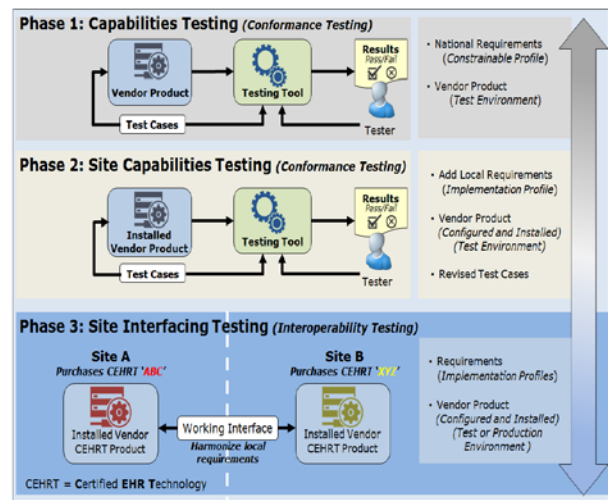 Phase 1: Capabilities Testing (Conformance Testing)
Vendor Product
Testing Tool
Results
Pass/Fail
Tester
Test Cases
• National Requirements
(Constrainable Profile)
• Vendor Product
(Test Environment)
Phase 2: Site Capabilities Testing (Conformance Testing)
Installed
Vendor Product
Testing Tool
Results
Pass/Fail
Tester
Test Cases
• Add Local Requirements
(Implementation Profile)
• Vendor Product
(Configured and Installed)
(Test Environment)
• Revised Test Cases
Phase 3: Site Interfacing Testing (Interoperability Testing)
Site A
Purchases CEHRT 'ABC'
Installed Vendor
CEHRT Product
Working Interface
Harmonize local
requirements
Site B
Purchases CEHRT 'XYZ'
Installed Vendor
CEHRT Product
• Requirements
(Implementation Profiles)
• Vendor Product
(Configured and Installed)
(Test or Production
Environment )
CEHRT = Certified EHR Technology